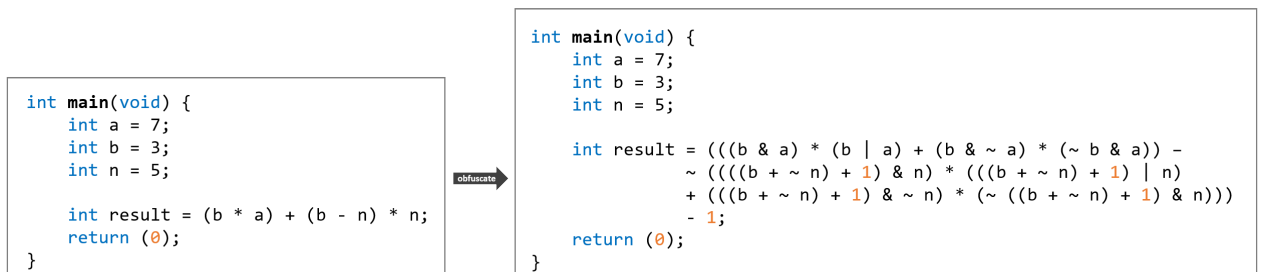 int main(void) {
    int a = 7;
    int b = 3;
    int n = 5;

    int result = (b * a) + (b - n) * n;
    return (0);
}
obfuscate
int main(void) {
    int a = 7;
    int b = 3;
    int n = 5;

    int result = (((b & a) * (b | a) + (b & ~ a) * (~ b & a)) –
               ~ ((((b + ~ n) + 1) & n) * (((b + ~ n) + 1) | n)
               + (((b + ~ n) + 1) & ~ n) * (~ ((b + ~ n) + 1) & n)))
               - 1;
    return (0);
}